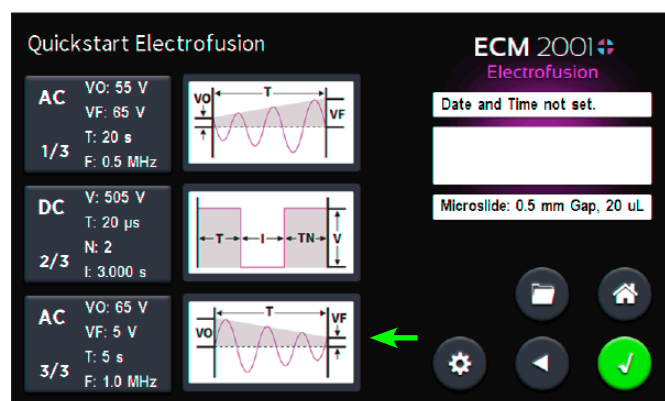 Quickstart Electrofusion
ECM 2001
Electrofusion
Date and Time not set.
Microslide: 0.5 mm Gap, 20 uL
AC
1/3
VO: 55 V
VF: 65 V
T: 20 s
F: 0.5 MHz
VO
T
VF
DC
2/3
V: 505 V
T: 20 µs
N: 2
I: 3.000 s
T
I
TN
V
AC
3/3
VO: 65 V
VF: 5 V
T: 5 s
F: 1.0 MHz
VO
T
VF